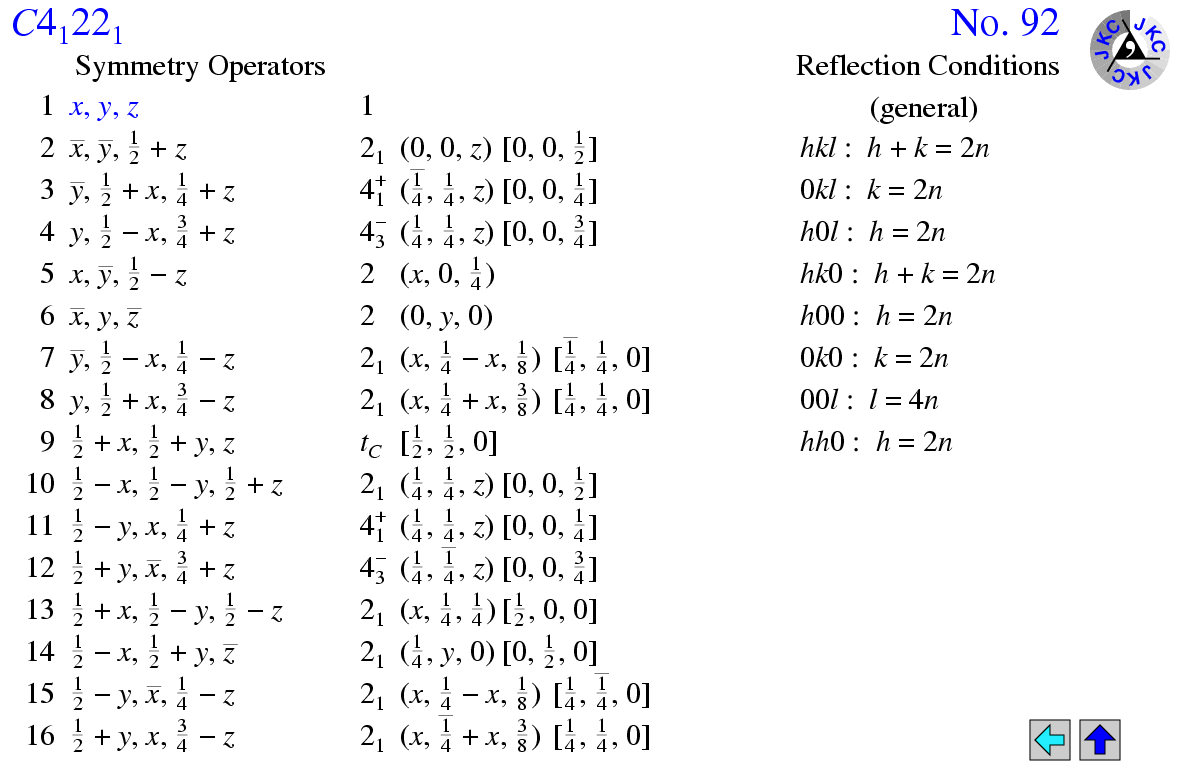 C4₁22₁ No. 92
JKC JKC JKC
Symmetry Operators Reflection Conditions
1 x, y, z 1 (general)
2 x̅, y̅, ½ + z 2₁ (0, 0, z) [0, 0, ½] hkl : h + k = 2n
3 y̅, ½ + x, ¼ + z 4₁⁺ (1̅/4, ¼, z) [0, 0, ¼] 0kl : k = 2n
4 y, ½ − x, ¾ + z 4₃⁻ (¼, ¼, z) [0, 0, ¾] h0l : h = 2n
5 x, y̅, ½ − z 2 (x, 0, ¼) hk0 : h + k = 2n
6 x̅, y, z̅ 2 (0, y, 0) h00 : h = 2n
7 y̅, ½ − x, ¼ − z 2₁ (x, ¼ − x, ⅛) [1̅/4, ¼, 0] 0k0 : k = 2n
8 y, ½ + x, ¾ − z 2₁ (x, ¼ + x, ⅜) [¼, ¼, 0] 00l : l = 4n
9 ½ + x, ½ + y, z t_C [½, ½, 0] hh0 : h = 2n
10 ½ − x, ½ − y, ½ + z 2₁ (¼, ¼, z) [0, 0, ½]
11 ½ − y, x, ¼ + z 4₁⁺ (¼, ¼, z) [0, 0, ¼]
12 ½ + y, x̅, ¾ + z 4₃⁻ (¼, 1̅/4, z) [0, 0, ¾]
13 ½ + x, ½ − y, ½ − z 2₁ (x, ¼, ¼) [½, 0, 0]
14 ½ − x, ½ + y, z̅ 2₁ (¼, y, 0) [0, ½, 0]
15 ½ − y, x̅, ¼ − z 2₁ (x, ¼ − x, ⅛) [¼, 1̅/4, 0]
16 ½ + y, x, ¾ − z 2₁ (x, 1̅/4 + x, ⅜) [¼, ¼, 0]